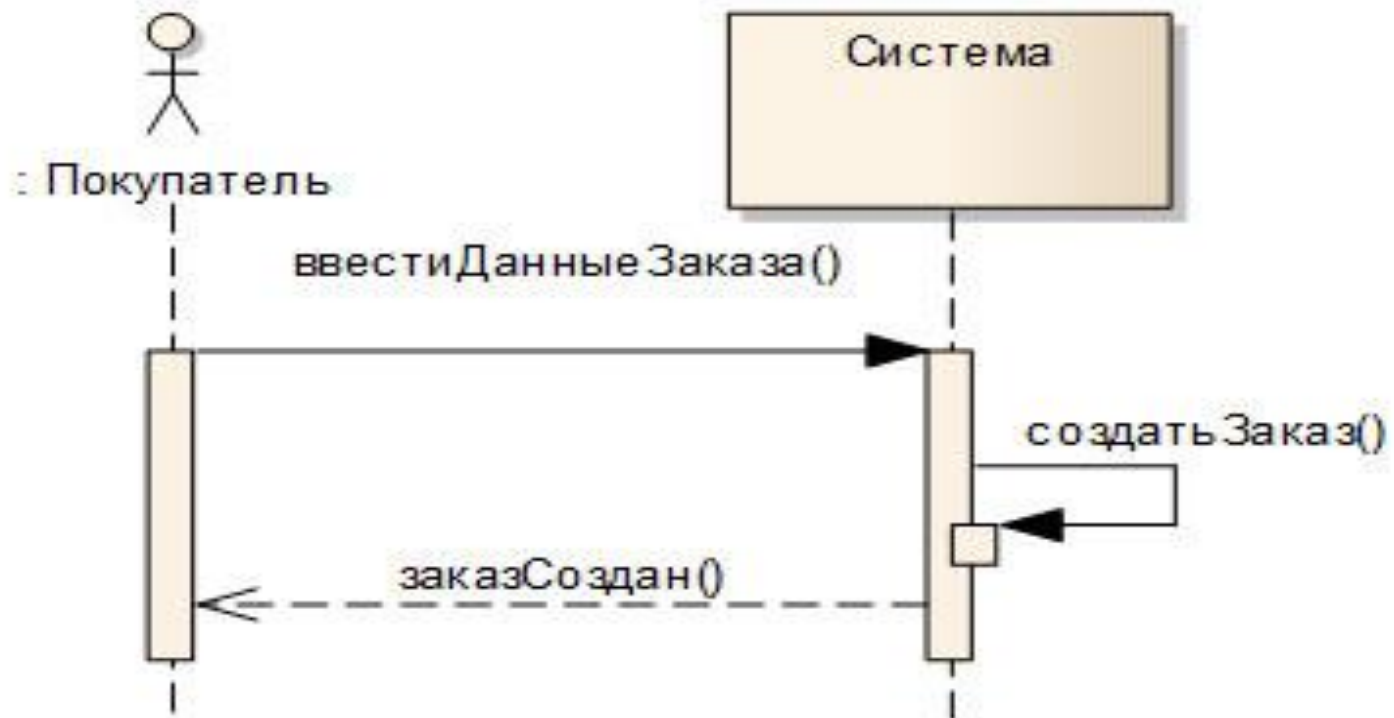 Система
: Покупатель
ввестиДанныеЗаказа()
создатьЗаказ()
заказСоздан()